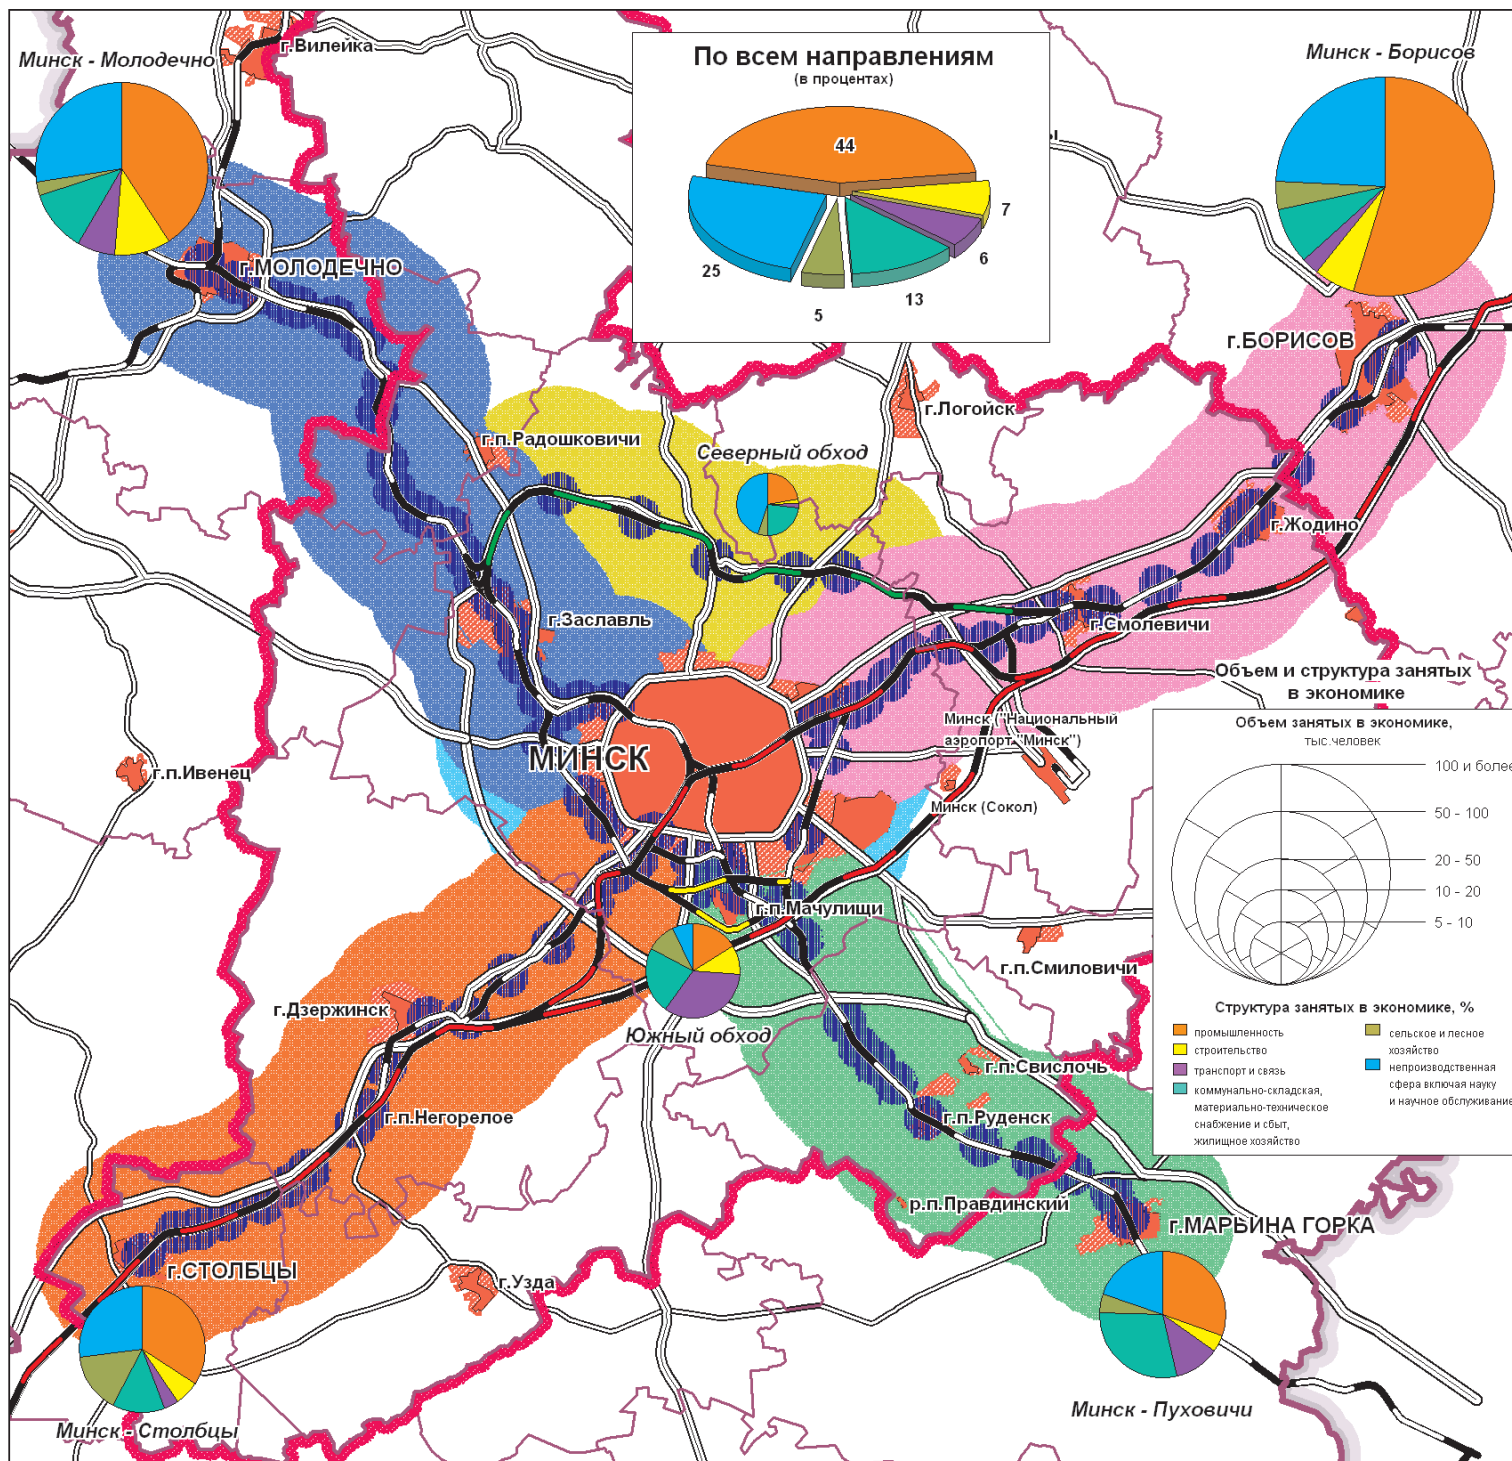 г.Вилейка
Минск - Молодечно
По всем направлениям
(в процентах)
44
7
6
13
5
25
Минск - Борисов
г.МОЛОДЕЧНО
г.БОРИСОВ
г.Логойск
г.п.Радошковичи
Северный обход
г.Жодино
г.Заславль
г.Смолевичи
Объем и структура занятых
в экономике
Минск ("Национальный
аэропорт "Минск")
МИНСК
г.п.Ивенец
Минск (Сокол)
Объем занятых в экономике,
тыс.человек
100 и более
50 - 100
20 - 50
10 - 20
5 - 10
г.п.Мачулищи
г.п.Смиловичи
г.Дзержинск
Южный обход
Структура занятых в экономике, %
промышленность
строительство
транспорт и связь
коммунально-складская,
материально-техническое
снабжение и сбыт,
жилищное хозяйство
сельское и лесное
хозяйство
непроизводственная
сфера включая науку
и научное обслуживание
г.п.Свислочь
г.п.Негорелое
г.п.Руденск
р.п.Правдинский
г.МАРЬИНА ГОРКА
г.СТОЛБЦЫ
г.Узда
Минск - Столбцы
Минск - Пуховичи